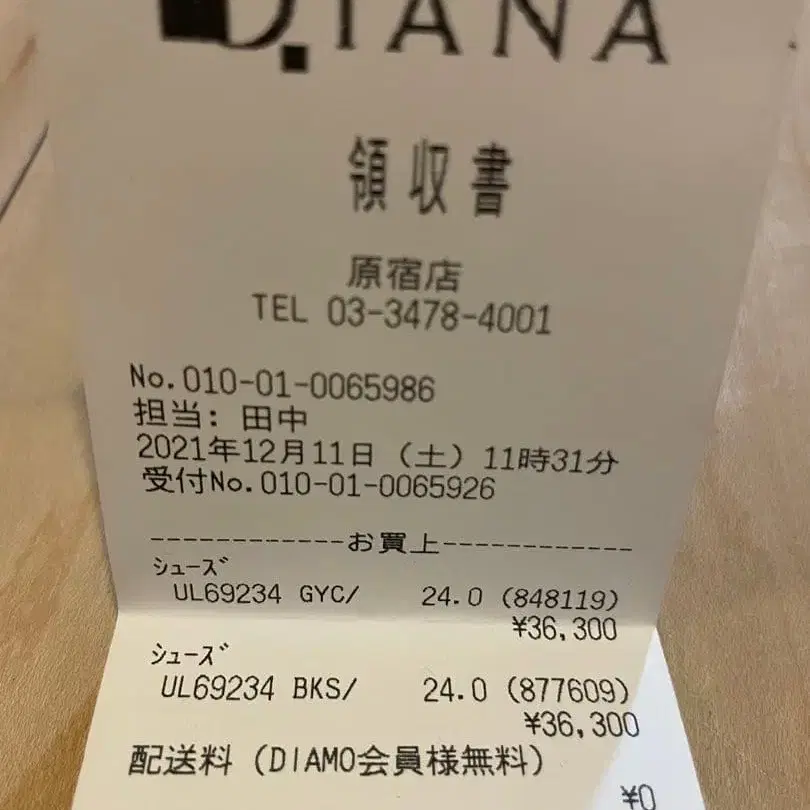 DIANA
領収書
原宿店
TEL 03-3478-4001
No.010-01-0065986
担当: 田中
2021年12月11日（土）11時31分
受付No.010-01-0065926
------------お買上------------
ｼｭｰｽﾞ
UL69234 GYC/ 24.0 (848119)
¥36,300
ｼｭｰｽﾞ
UL69234 BKS/ 24.0 (877609)
¥36,300
配送料（DIAMO会員様無料）
¥0